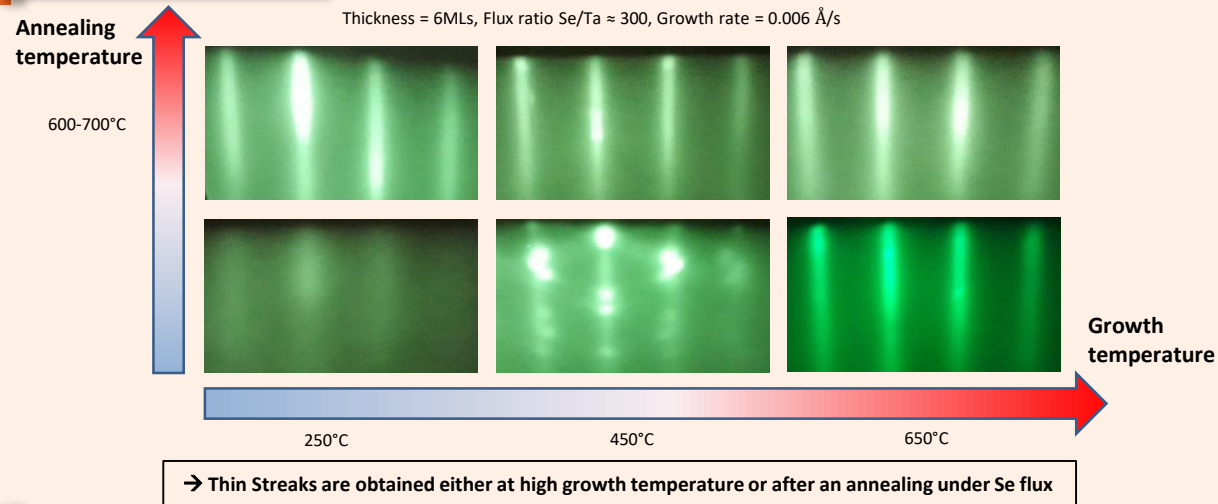 Thickness = 6MLs, Flux ratio Se/Ta ≈ 300, Growth rate = 0.006 Å/s
Annealing
temperature
600-700°C
Growth
temperature
250°C
450°C
650°C
→ Thin Streaks are obtained either at high growth temperature or after an annealing under Se flux